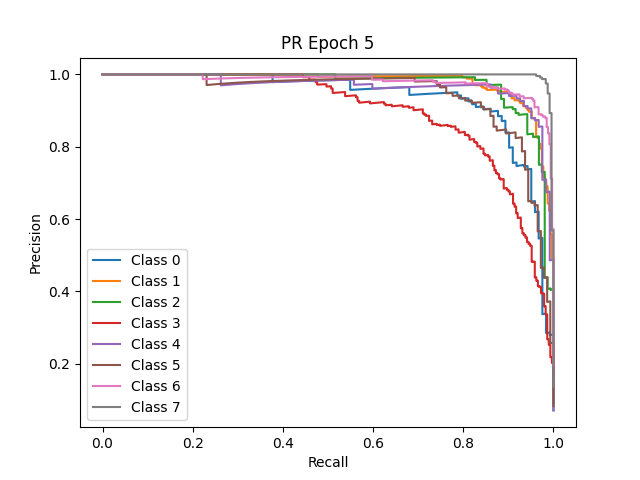 PR Epoch 5
1.0
0.8
0.6
0.4
0.2
Precision
Class 0
Class 1
Class 2
Class 3
Class 4
Class 5
Class 6
Class 7
0.0 0.2 0.4 0.6 0.8 1.0
Recall